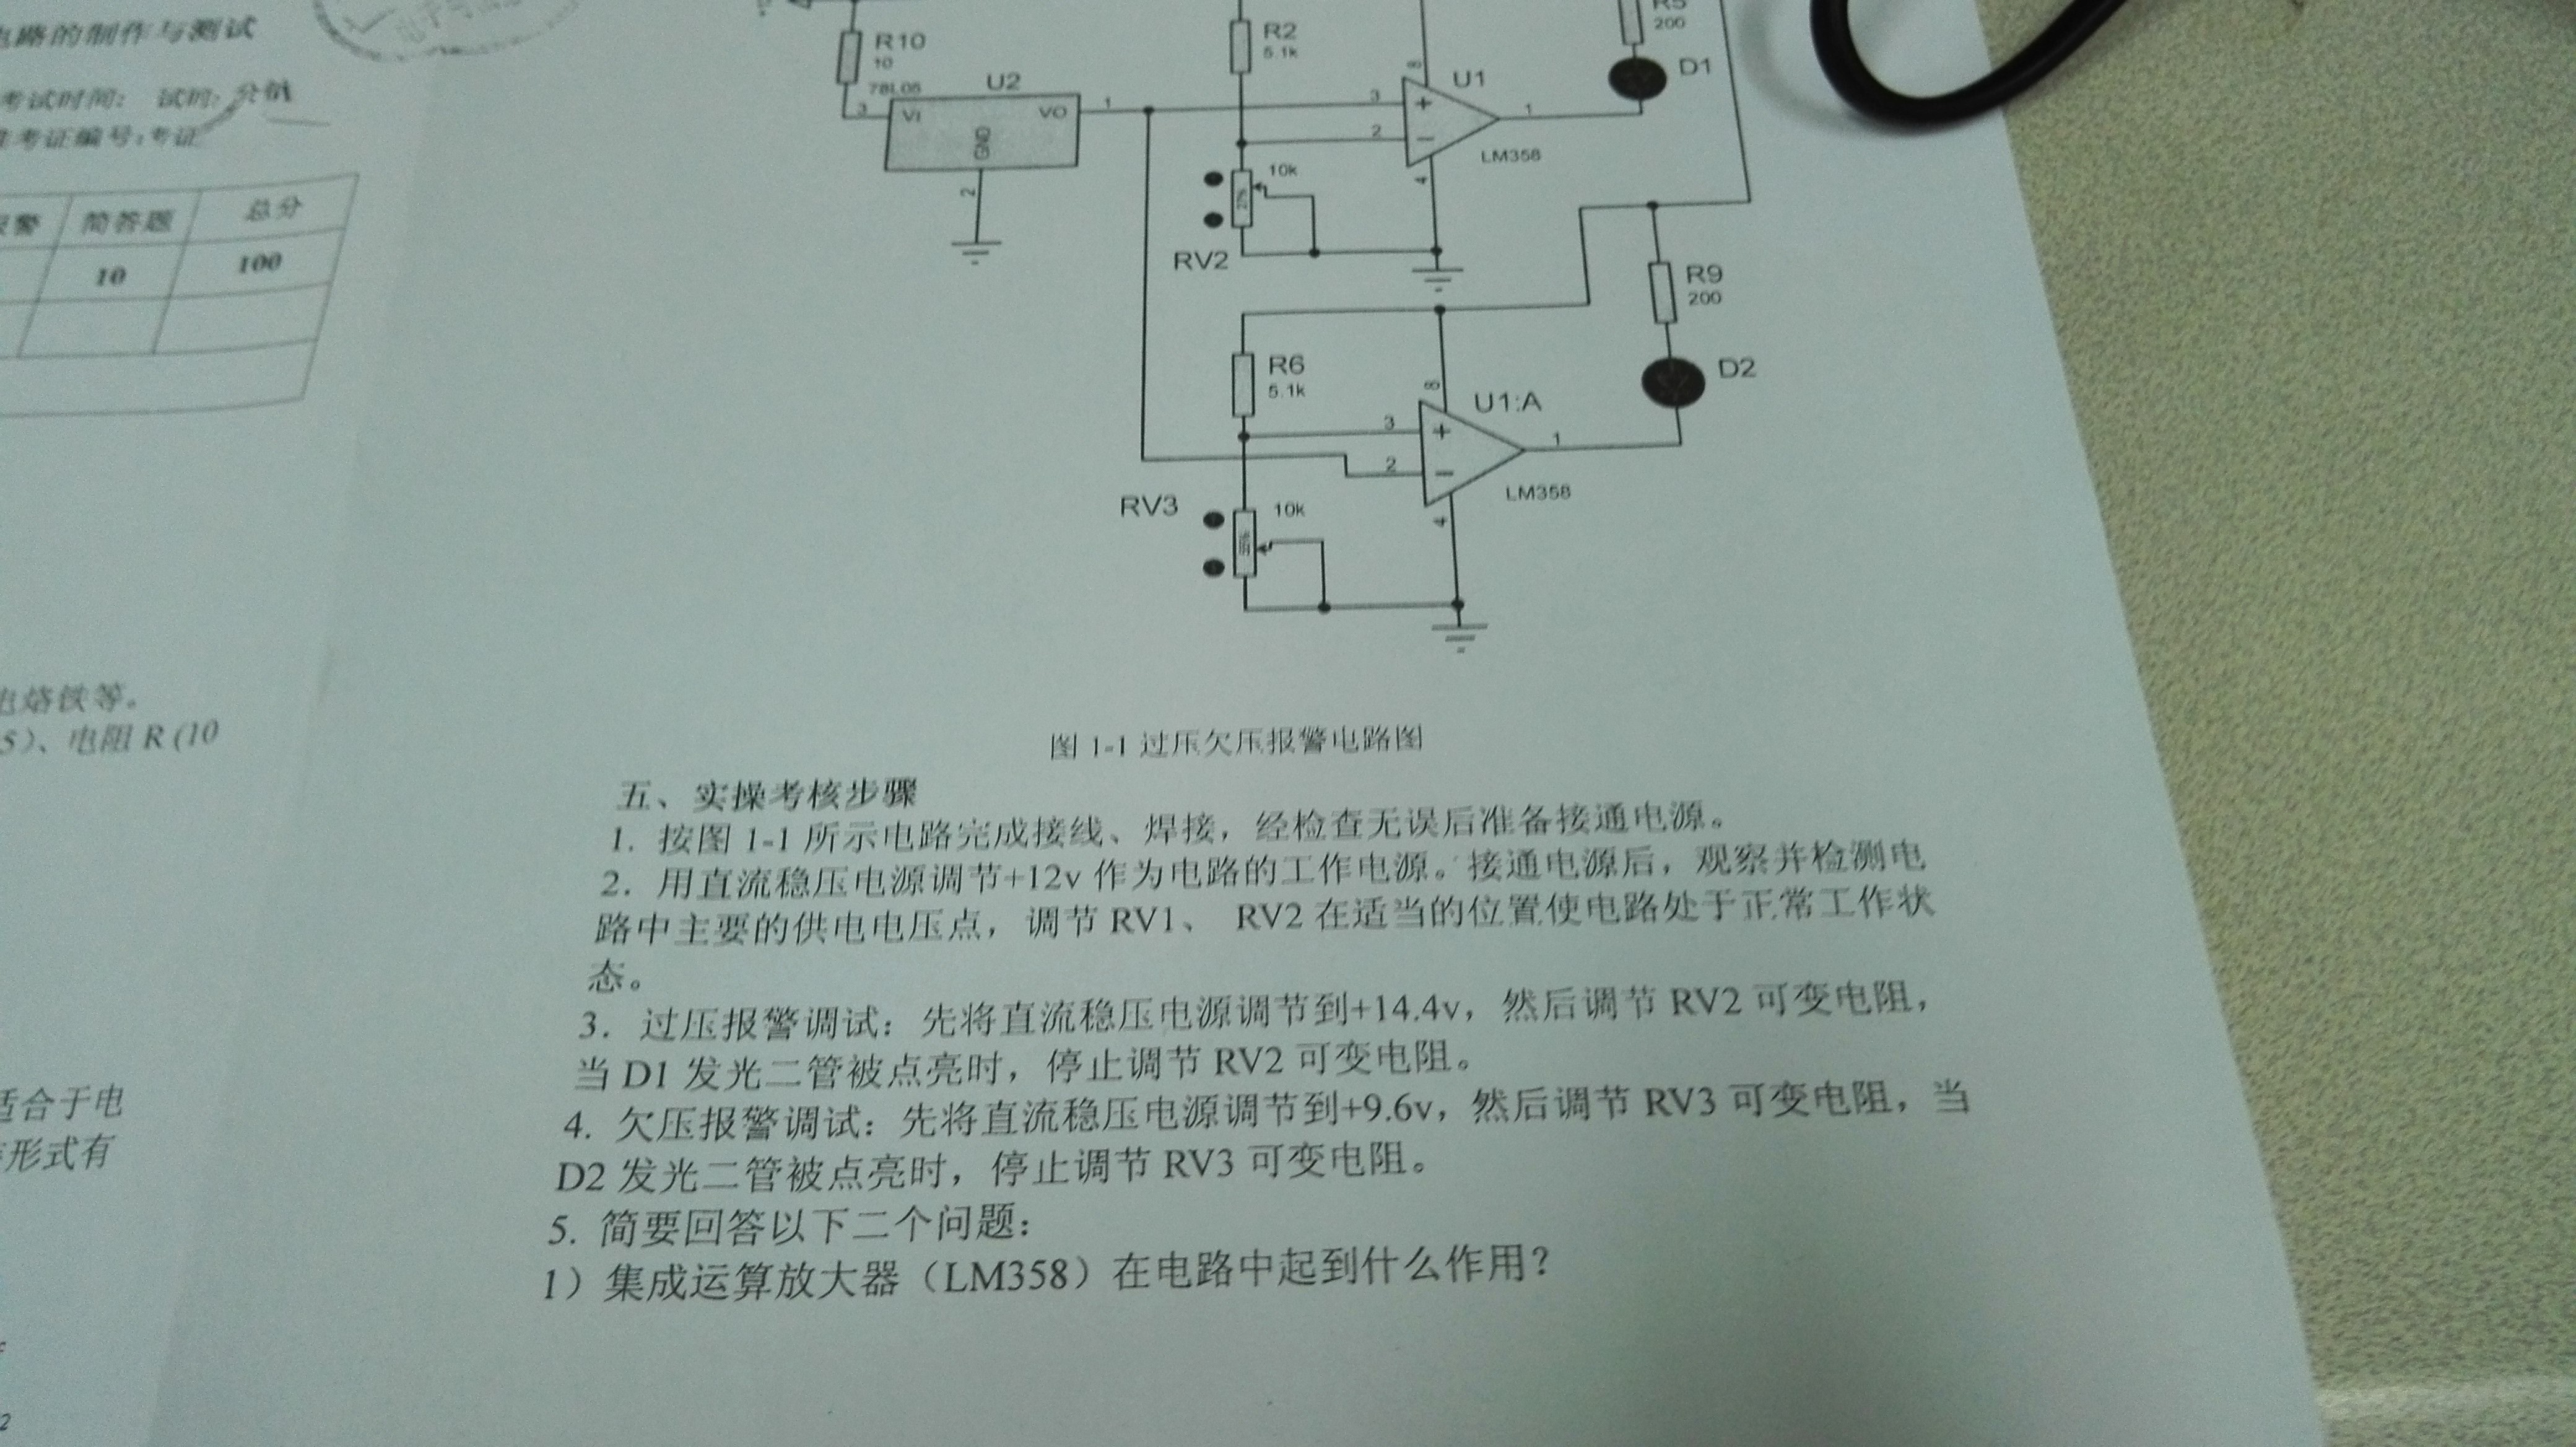 电路的制作与测试
考试时间：
准考证编号：考证
报警 简答题 总分
10 100
电烙铁等。
5）、电阻 R (10
适合于电
形式有
2
R10
10
78L05
U2
3 VI VO 1
GND
2
R2
5.1k
8
U1
3 +
2 −
1
LM358
4
R5
200
D1
10k
RV2
R9
200
D2
R6
5.1k
8
U1:A
3 +
2 −
1
LM358
4
RV3
10k
图 1-1 过压欠压报警电路图
五、实操考核步骤
1. 按图 1-1 所示电路完成接线、焊接，经检查无误后准备接通电源。
2. 用直流稳压电源调节+12v 作为电路的工作电源。接通电源后，观察并检测电
路中主要的供电电压点，调节 RV1、 RV2 在适当的位置使电路处于正常工作状
态。
3. 过压报警调试：先将直流稳压电源调节到+14.4v，然后调节 RV2 可变电阻，
当 D1 发光二管被点亮时，停止调节 RV2 可变电阻。
4. 欠压报警调试：先将直流稳压电源调节到+9.6v，然后调节 RV3 可变电阻，当
D2 发光二管被点亮时，停止调节 RV3 可变电阻。
5. 简要回答以下二个问题：
1）集成运算放大器（LM358）在电路中起到什么作用？